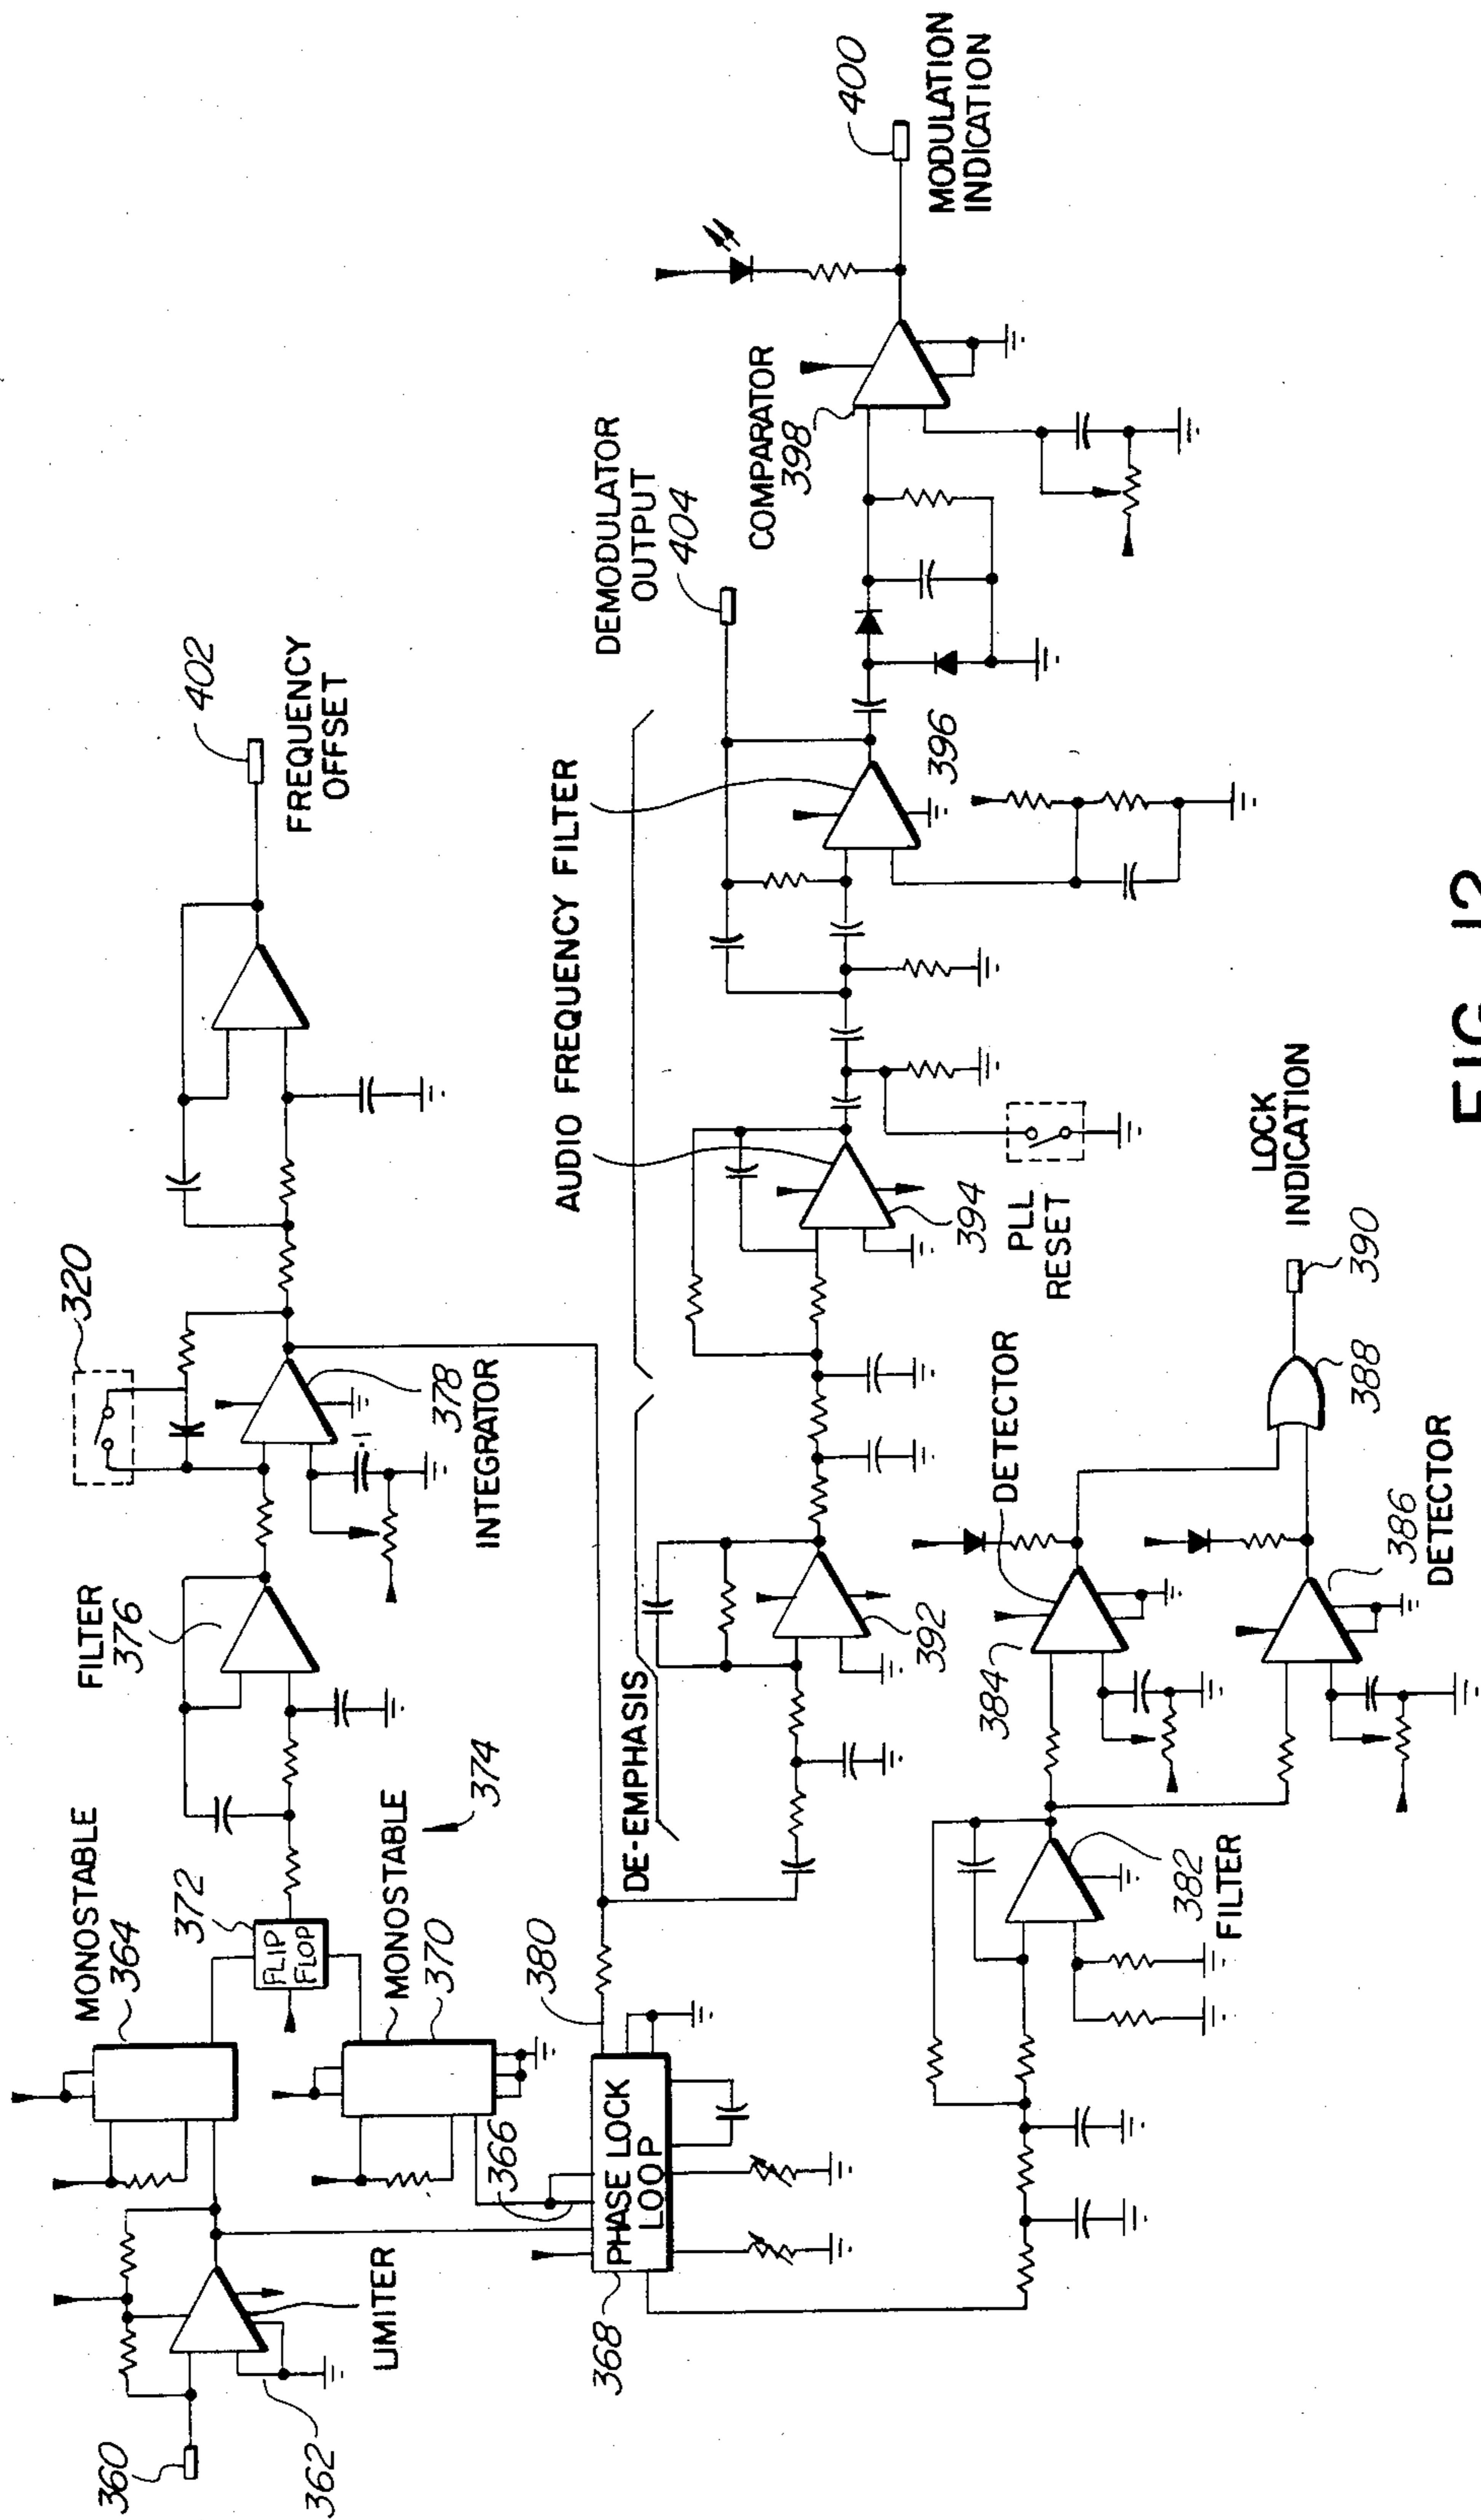 360
362
LIMITER
MONOSTABLE
364
372
FLIP
FLOP
MONOSTABLE
370
366
374
FILTER
376
320
378
INTEGRATOR
.1
402
FREQUENCY
OFFSET
368
PHASE LOCK
LOOP
380
DE-EMPHASIS
392
AUDIO FREQUENCY FILTER
394
PLL
RESET
396
DEMODULATOR
OUTPUT
404
COMPARATOR
398
400
MODULATION
INDICATION
382
FILTER
384
DETECTOR
386
DETECTOR
388
390
LOCK
INDICATION